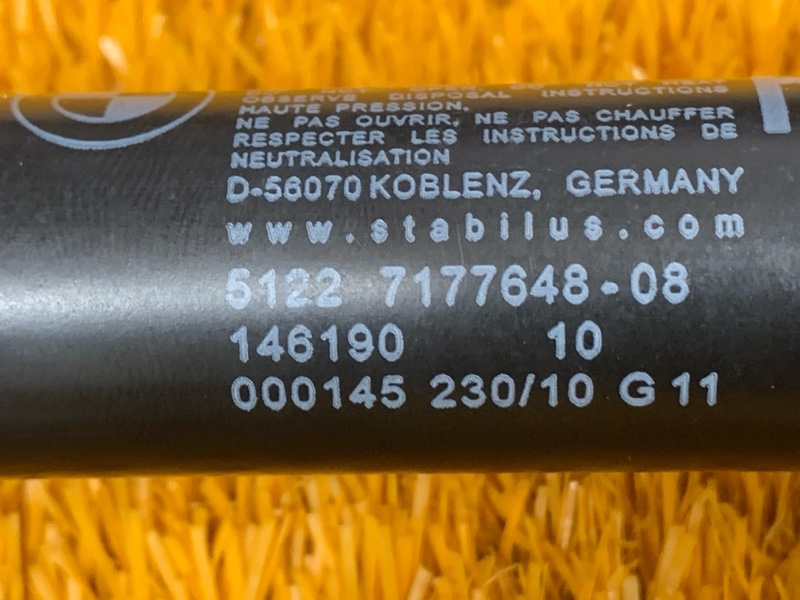 OBSERVE DISPOSAL INSTRUCTIONS
HAUTE PRESSION.
NE PAS OUVRIR, NE PAS CHAUFFER
RESPECTER LES INSTRUCTIONS DE
NEUTRALISATION
D-56070 KOBLENZ, GERMANY
www.stabilus.com
5122 7177648-08
146190 10
000145 230/10 G 11